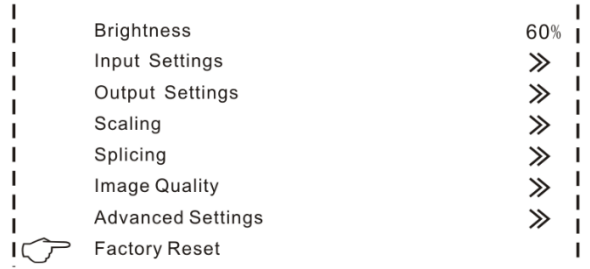 Brightness 60%
Input Settings »
Output Settings »
Scaling »
Splicing »
Image Quality »
Advanced Settings »
Factory Reset